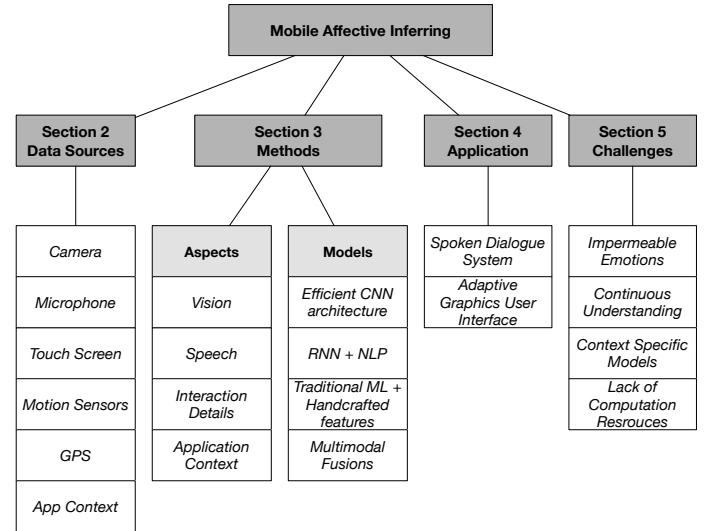 Mobile Affective Inferring
Section 2
Data Sources
Section 3
Methods
Section 4
Application
Section 5
Challenges
Camera
Microphone
Touch Screen
Motion Sensors
GPS
App Context
Aspects
Vision
Speech
Interaction
Details
Application
Context
Models
Efficient CNN
architecture
RNN + NLP
Traditional ML +
Handcrafted
features
Multimodal
Fusions
Spoken Dialogue
System
Adaptive
Graphics User
Interface
Impermeable
Emotions
Continuous
Understanding
Context Specific
Models
Lack of
Computation
Resrouces